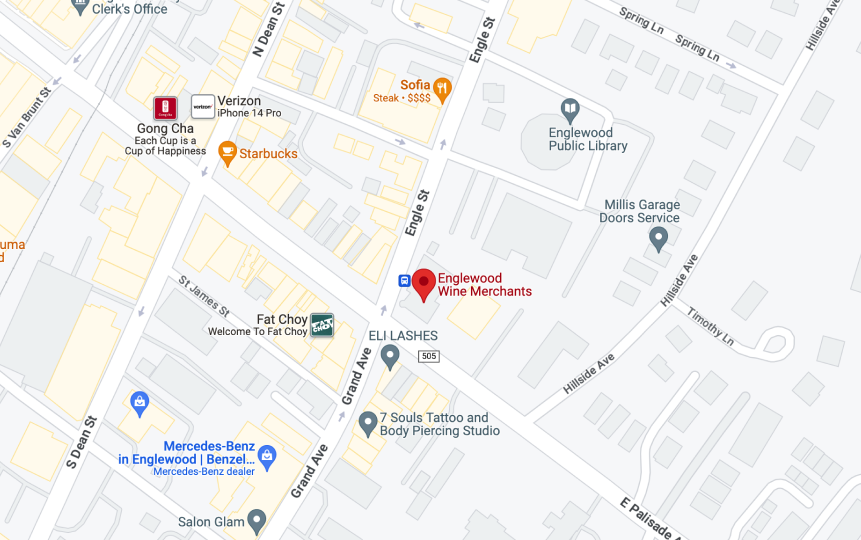 Clerk's Office
N Dean St
Engle St
Spring Ln
Spring Ln
Hillside Ave
S Van Brunt St
Sofia
Steak • $$$$
Verizon
iPhone 14 Pro
verizon
Gong Cha
Each Cup is a
Cup of Happiness
Starbucks
Englewood
Public Library
Engle St
Millis Garage
Doors Service
uma
d
St James St
Englewood
Wine Merchants
Hillside Ave
Timothy Ln
Fat Choy
Welcome To Fat Choy
FAT
CHOY
ELI LASHES
505
Grand Ave
Hillside Ave
7 Souls Tattoo and
Body Piercing Studio
S Dean St
Mercedes-Benz
in Englewood | Benzel...
Mercedes-Benz dealer
Grand Ave
Salon Glam
E Palisade A